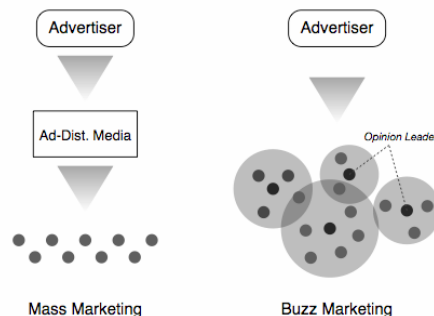 Advertiser
Ad-Dist. Media
Mass Marketing
Advertiser
Opinion Leade
Buzz Marketing